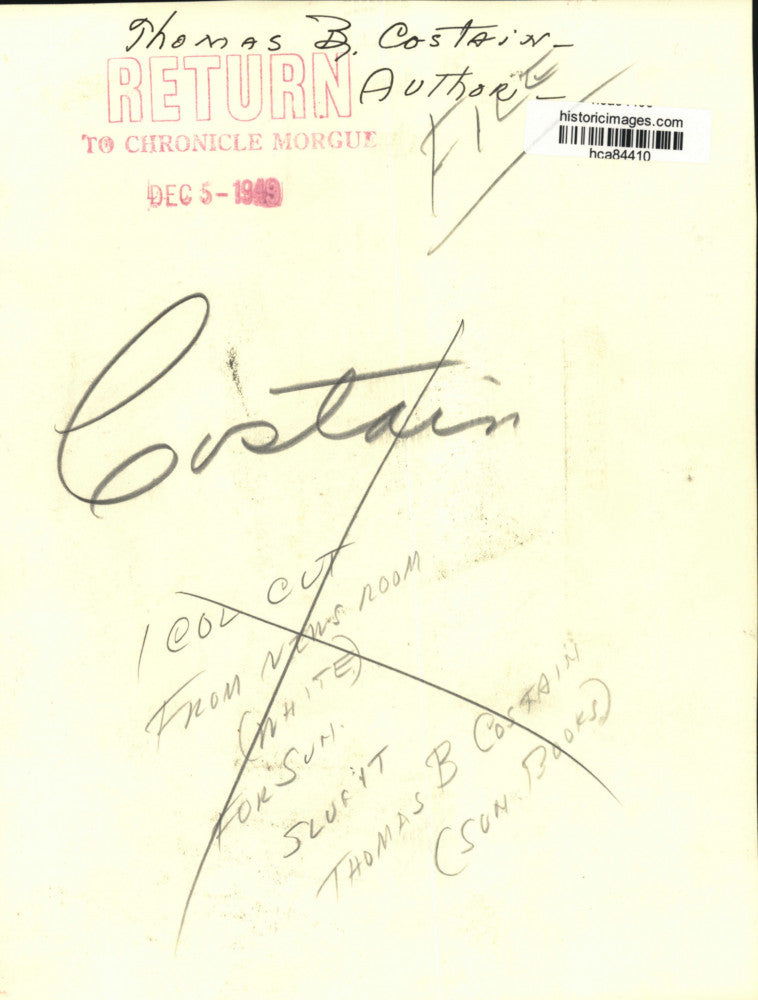 Thomas B. Costain—
Author—
RETURN
TO CHRONICLE MORGUE
DEC 5-1949
FILE
historicimages.com
hca84410
Costain
1 COL CUT
FROM NEWS ROOM
(WHITE)
FOR SUN.
SLUG IT
THOMAS B COSTAIN
(SUN. BOOKS)